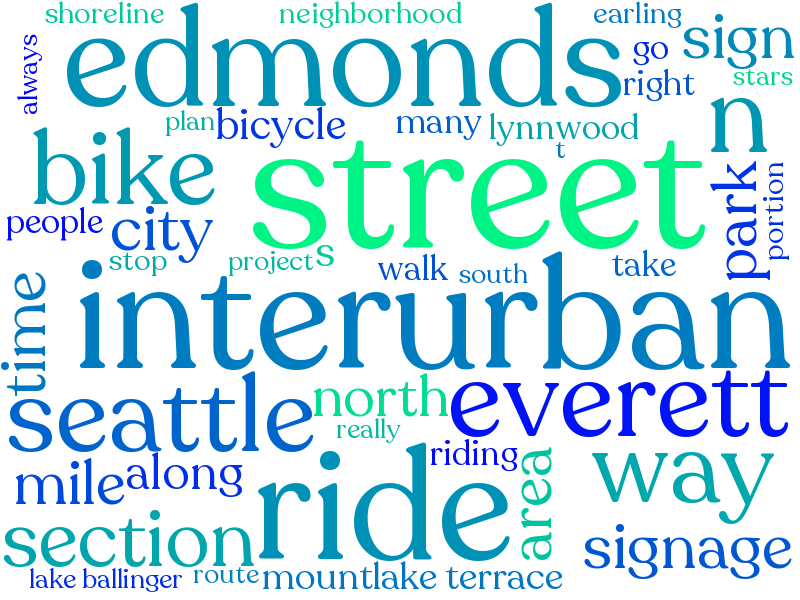 shoreline neighborhood earling
always edmonds go sign
right stars
plan bicycle many lynnwood n
bike street t
people city park portion
stop project s walk south take
time interurban
seattle north everett
really
mile along ride riding area way
section signage
lake ballinger route mountlake terrace